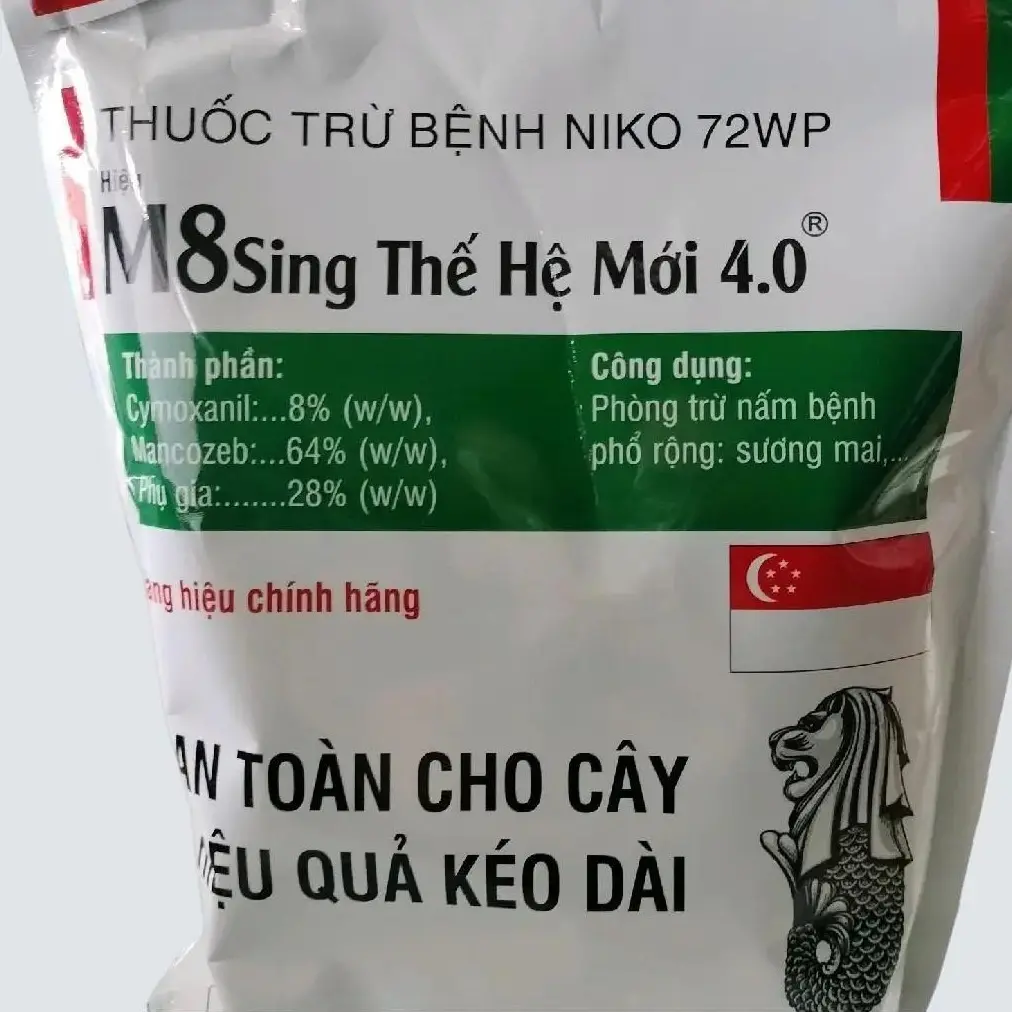 THUỐC TRỪ BỆNH NIKO 72WP
Hiệu
M8Sing Thế Hệ Mới 4.0®
Thành phần:
Cymoxanil:...8% (w/w),
Mancozeb:...64% (w/w),
Phụ gia:.......28% (w/w)
Công dụng:
Phòng trừ nấm bệnh
phổ rộng: sương mai,...
hiệu chính hãng
AN TOÀN CHO CÂY
QUẢ KÉO DÀI